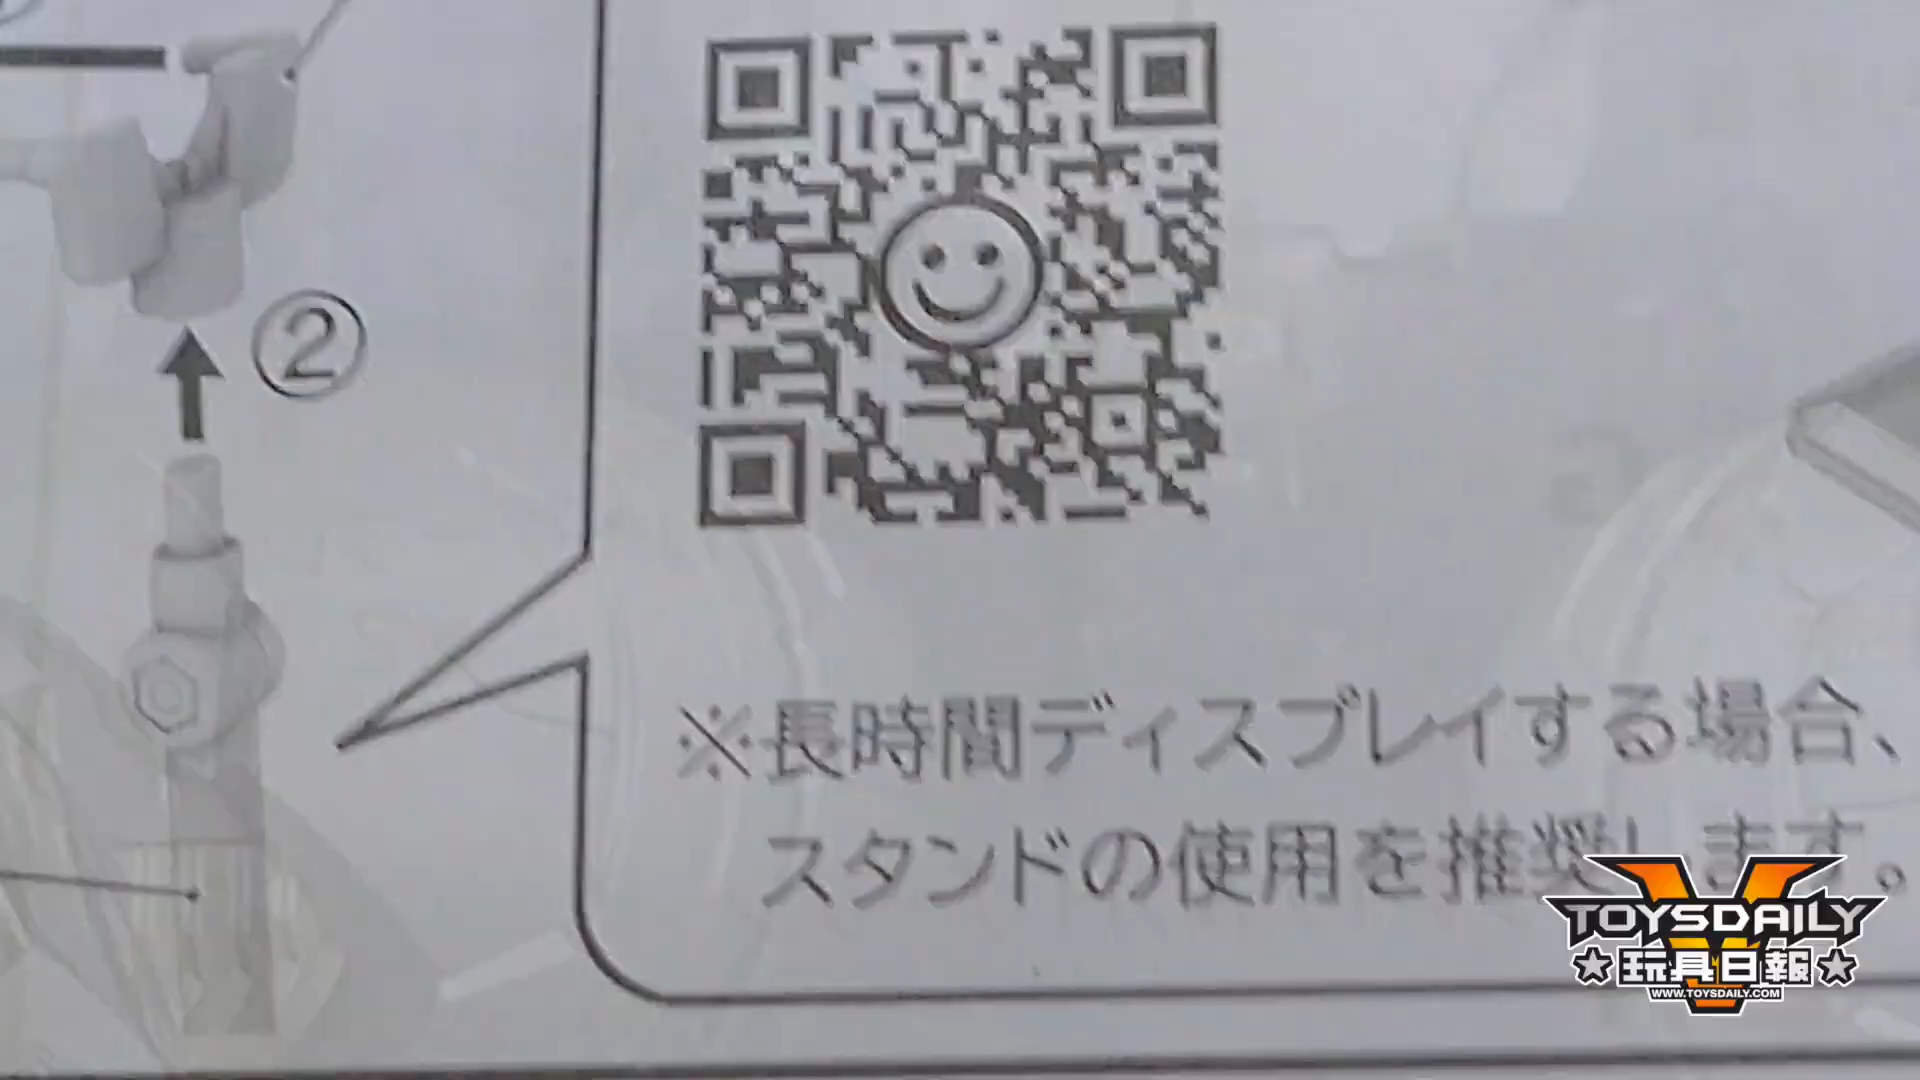 ②
※長時間ディスプレイする場合、
スタンドの使用を推奨します。
TOYSDAILY
玩具日報
WWW.TOYSDAILY.COM